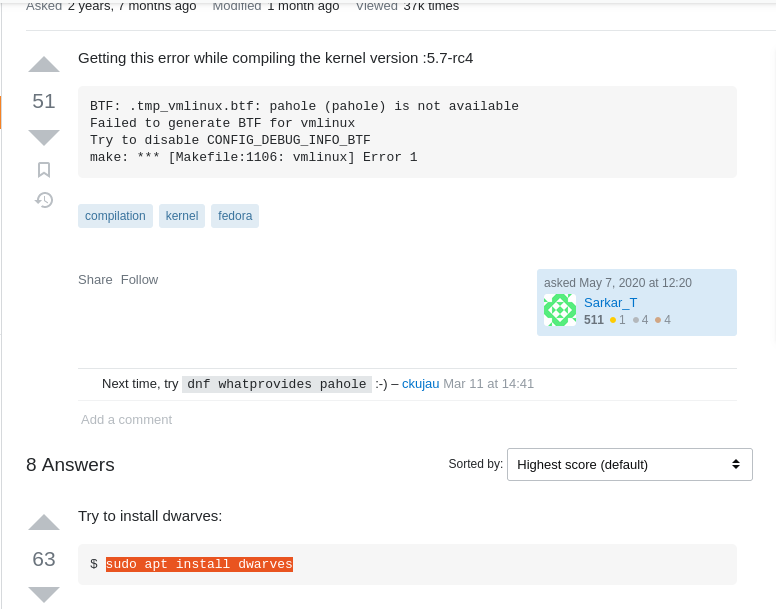 Asked 2 years, 7 months ago Modified 1 month ago Viewed 37k times
Getting this error while compiling the kernel version :5.7-rc4
51
BTF: .tmp_vmlinux.btf: pahole (pahole) is not available
Failed to generate BTF for vmlinux
Try to disable CONFIG_DEBUG_INFO_BTF
make: *** [Makefile:1106: vmlinux] Error 1
compilation kernel fedora
Share Follow
asked May 7, 2020 at 12:20
Sarkar_T
511 1 4 4
Next time, try dnf whatprovides pahole :-) – ckujau Mar 11 at 14:41
Add a comment
8 Answers
Sorted by: Highest score (default)
Try to install dwarves:
63
$ sudo apt install dwarves